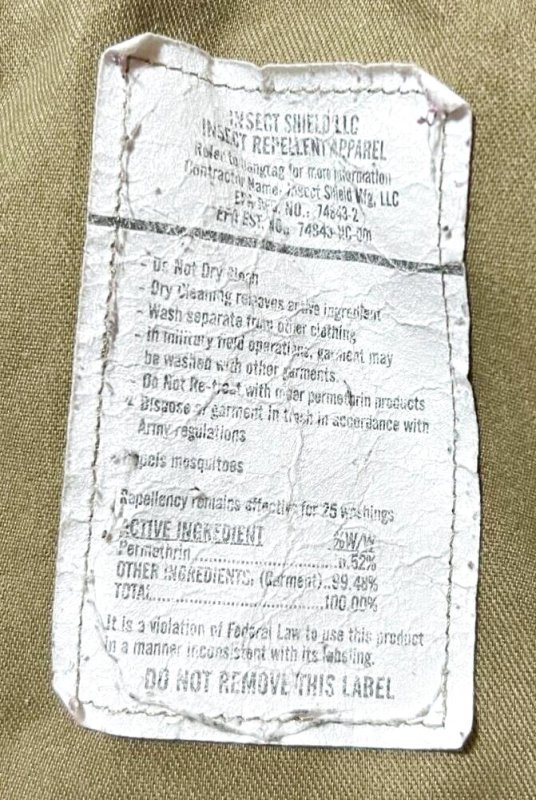 INSECT SHIELD LLC
INSECT REPELLENT APPAREL
Refer to hangtag for more information
Contractor Name: Insect Shield Mfg, LLC
EPA REG. NO.: 74843-2
EPA EST. NO.: 74843-NC-001
- Do Not Dry Clean
- Dry Cleaning removes active ingredient
- Wash separate from other clothing
- In military field operations, garment may
be washed with other garments.
- Do Not Re-treat with other permethrin products
- Dispose of garment in trash in accordance with
Army regulations
Repels mosquitoes
Repellency remains effective for 25 washings
ACTIVE INGREDIENT %W/W
Permethrin..................0.52%
OTHER INGREDIENTS: (Garment)..99.48%
TOTAL.........................100.00%
It is a violation of Federal Law to use this product
in a manner inconsistent with its labeling.
DO NOT REMOVE THIS LABEL